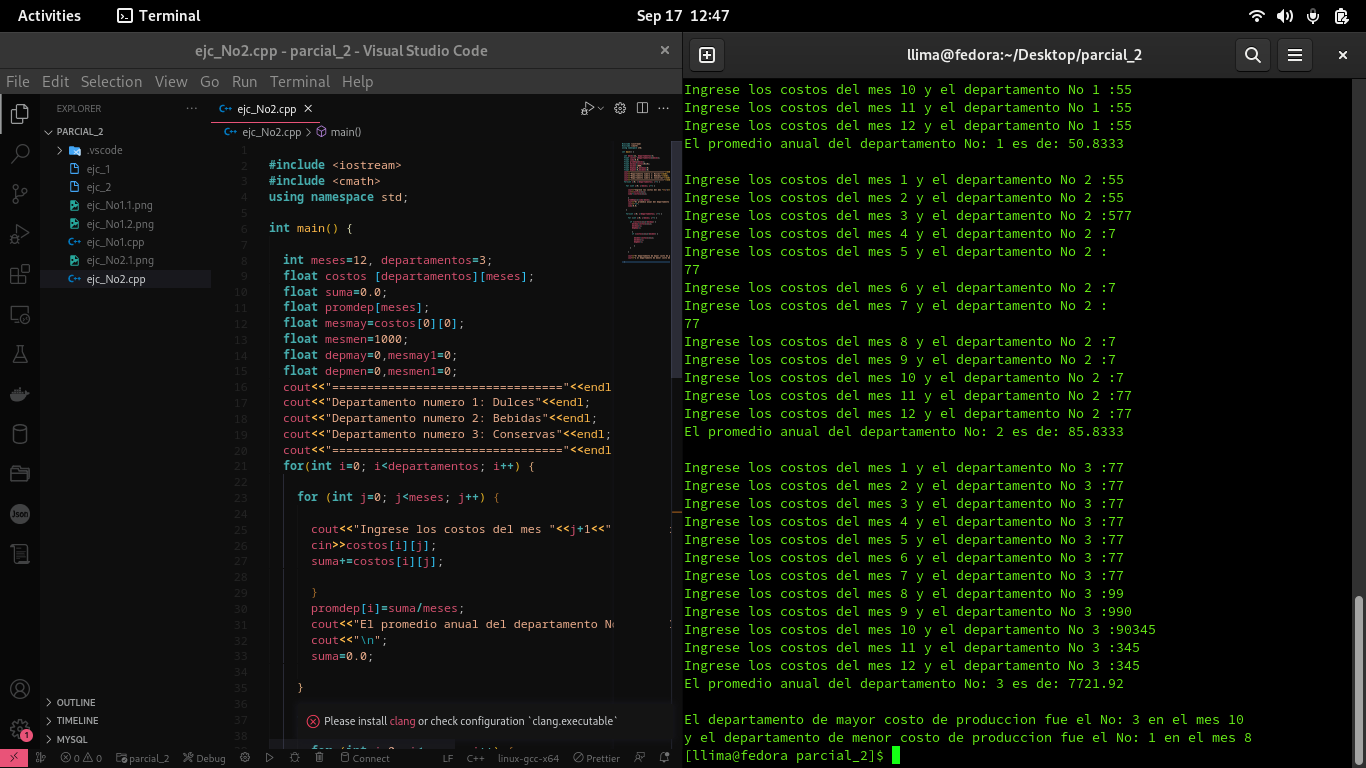 Activities
Terminal
Sep 17 12:47
ejc_No2.cpp - parcial_2 - Visual Studio Code
File Edit Selection View Go Run Terminal Help
EXPLORER
PARCIAL_2
.vscode
ejc_1
ejc_2
ejc_No1.1.png
ejc_No1.2.png
ejc_No1.cpp
ejc_No2.1.png
ejc_No2.cpp
OUTLINE
TIMELINE
MYSQL
Json
1
ejc_No2.cpp
ejc_No2.cpp > main()
1
2 #include <iostream>
3 #include <cmath>
4 using namespace std;
5
6 int main() {
7
8 int meses=12, departamentos=3;
9 float costos [departamentos][meses];
10 float suma=0.0;
11 float promdep[meses];
12 float mesmay=costos[0][0];
13 float mesmen=1000;
14 float depmay=0,mesmay1=0;
15 float depmen=0,mesmen1=0;
16 cout<<"================================="<<endl
17 cout<<"Departamento numero 1: Dulces"<<endl;
18 cout<<"Departamento numero 2: Bebidas"<<endl;
19 cout<<"Departamento numero 3: Conservas"<<endl;
20 cout<<"================================="<<endl
21 for(int i=0; i<departamentos; i++) {
22
23 for (int j=0; j<meses; j++) {
24
25 cout<<"Ingrese los costos del mes "<<j+1<<"
26 cin>>costos[i][j];
27 suma+=costos[i][j];
28
29 }
30 promdep[i]=suma/meses;
31 cout<<"El promedio anual del departamento No
32 cout<<"\n";
33 suma=0.0;
34
35 }
36
37
Please install clang or check configuration `clang.executable`
0 0 parcial_2 Debug Connect LF C++ linux-gcc-x64 Prettier
llima@fedora:~/Desktop/parcial_2
Ingrese los costos del mes 10 y el departamento No 1 :55
Ingrese los costos del mes 11 y el departamento No 1 :55
Ingrese los costos del mes 12 y el departamento No 1 :55
El promedio anual del departamento No: 1 es de: 50.8333
Ingrese los costos del mes 1 y el departamento No 2 :55
Ingrese los costos del mes 2 y el departamento No 2 :55
Ingrese los costos del mes 3 y el departamento No 2 :577
Ingrese los costos del mes 4 y el departamento No 2 :7
Ingrese los costos del mes 5 y el departamento No 2 :
77
Ingrese los costos del mes 6 y el departamento No 2 :7
Ingrese los costos del mes 7 y el departamento No 2 :
77
Ingrese los costos del mes 8 y el departamento No 2 :7
Ingrese los costos del mes 9 y el departamento No 2 :7
Ingrese los costos del mes 10 y el departamento No 2 :7
Ingrese los costos del mes 11 y el departamento No 2 :77
Ingrese los costos del mes 12 y el departamento No 2 :77
El promedio anual del departamento No: 2 es de: 85.8333
Ingrese los costos del mes 1 y el departamento No 3 :77
Ingrese los costos del mes 2 y el departamento No 3 :77
Ingrese los costos del mes 3 y el departamento No 3 :77
Ingrese los costos del mes 4 y el departamento No 3 :77
Ingrese los costos del mes 5 y el departamento No 3 :77
Ingrese los costos del mes 6 y el departamento No 3 :77
Ingrese los costos del mes 7 y el departamento No 3 :77
Ingrese los costos del mes 8 y el departamento No 3 :99
Ingrese los costos del mes 9 y el departamento No 3 :990
Ingrese los costos del mes 10 y el departamento No 3 :90345
Ingrese los costos del mes 11 y el departamento No 3 :345
Ingrese los costos del mes 12 y el departamento No 3 :345
El promedio anual del departamento No: 3 es de: 7721.92
El departamento de mayor costo de produccion fue el No: 3 en el mes 10
y el departamento de menor costo de produccion fue el No: 1 en el mes 8
[llima@fedora parcial_2]$